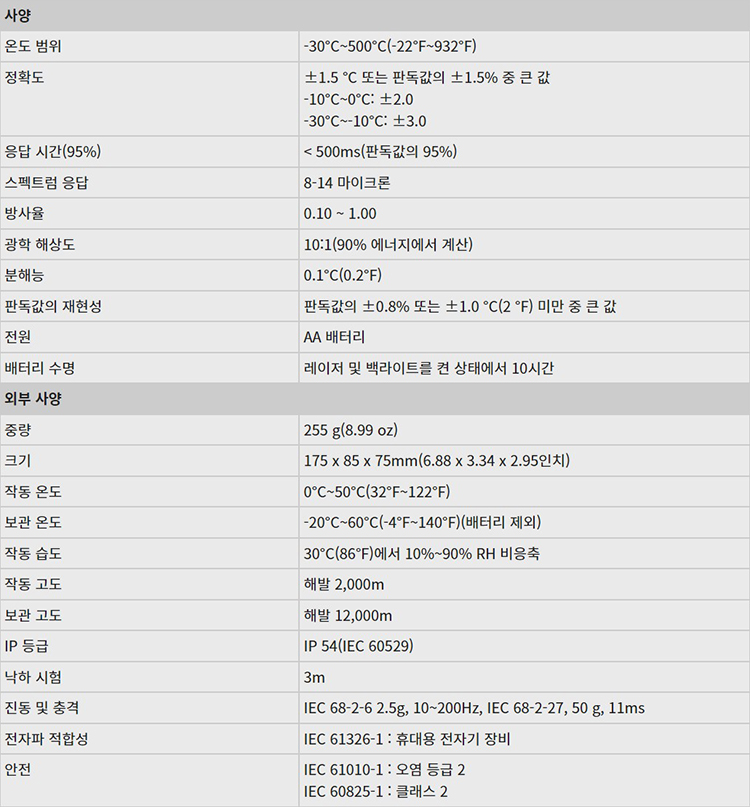 사양
온도 범위 -30°C~500°C(-22°F~932°F)
정확도 ±1.5 °C 또는 판독값의 ±1.5% 중 큰 값
-10°C~0°C: ±2.0
-30°C~-10°C: ±3.0
응답 시간(95%) < 500ms(판독값의 95%)
스펙트럼 응답 8-14 마이크론
방사율 0.10 ~ 1.00
광학 해상도 10:1(90% 에너지에서 계산)
분해능 0.1°C(0.2°F)
판독값의 재현성 판독값의 ±0.8% 또는 ±1.0 °C(2 °F) 미만 중 큰 값
전원 AA 배터리
배터리 수명 레이저 및 백라이트를 켠 상태에서 10시간
외부 사양
중량 255 g(8.99 oz)
크기 175 x 85 x 75mm(6.88 x 3.34 x 2.95인치)
작동 온도 0°C~50°C(32°F~122°F)
보관 온도 -20°C~60°C(-4°F~140°F)(배터리 제외)
작동 습도 30°C(86°F)에서 10%~90% RH 비응축
작동 고도 해발 2,000m
보관 고도 해발 12,000m
IP 등급 IP 54(IEC 60529)
낙하 시험 3m
진동 및 충격 IEC 68-2-6 2.5g, 10~200Hz, IEC 68-2-27, 50 g, 11ms
전자파 적합성 IEC 61326-1 : 휴대용 전자기 장비
안전 IEC 61010-1 : 오염 등급 2
IEC 60825-1 : 클래스 2